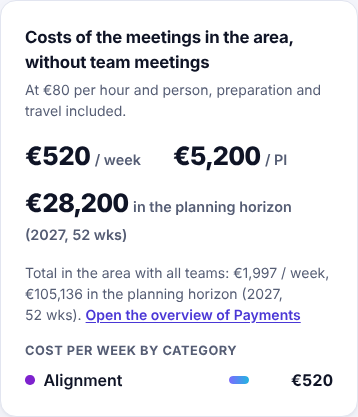 Costs of the meetings in the area,
without team meetings
At €80 per hour and person, preparation and
travel included.
€520 / week €5,200 / PI
€28,200 in the planning horizon
(2027, 52 wks)
Total in the area with all teams: €1,997 / week,
€105,136 in the planning horizon (2027,
52 wks). Open the overview of Payments
COST PER WEEK BY CATEGORY
Alignment €520